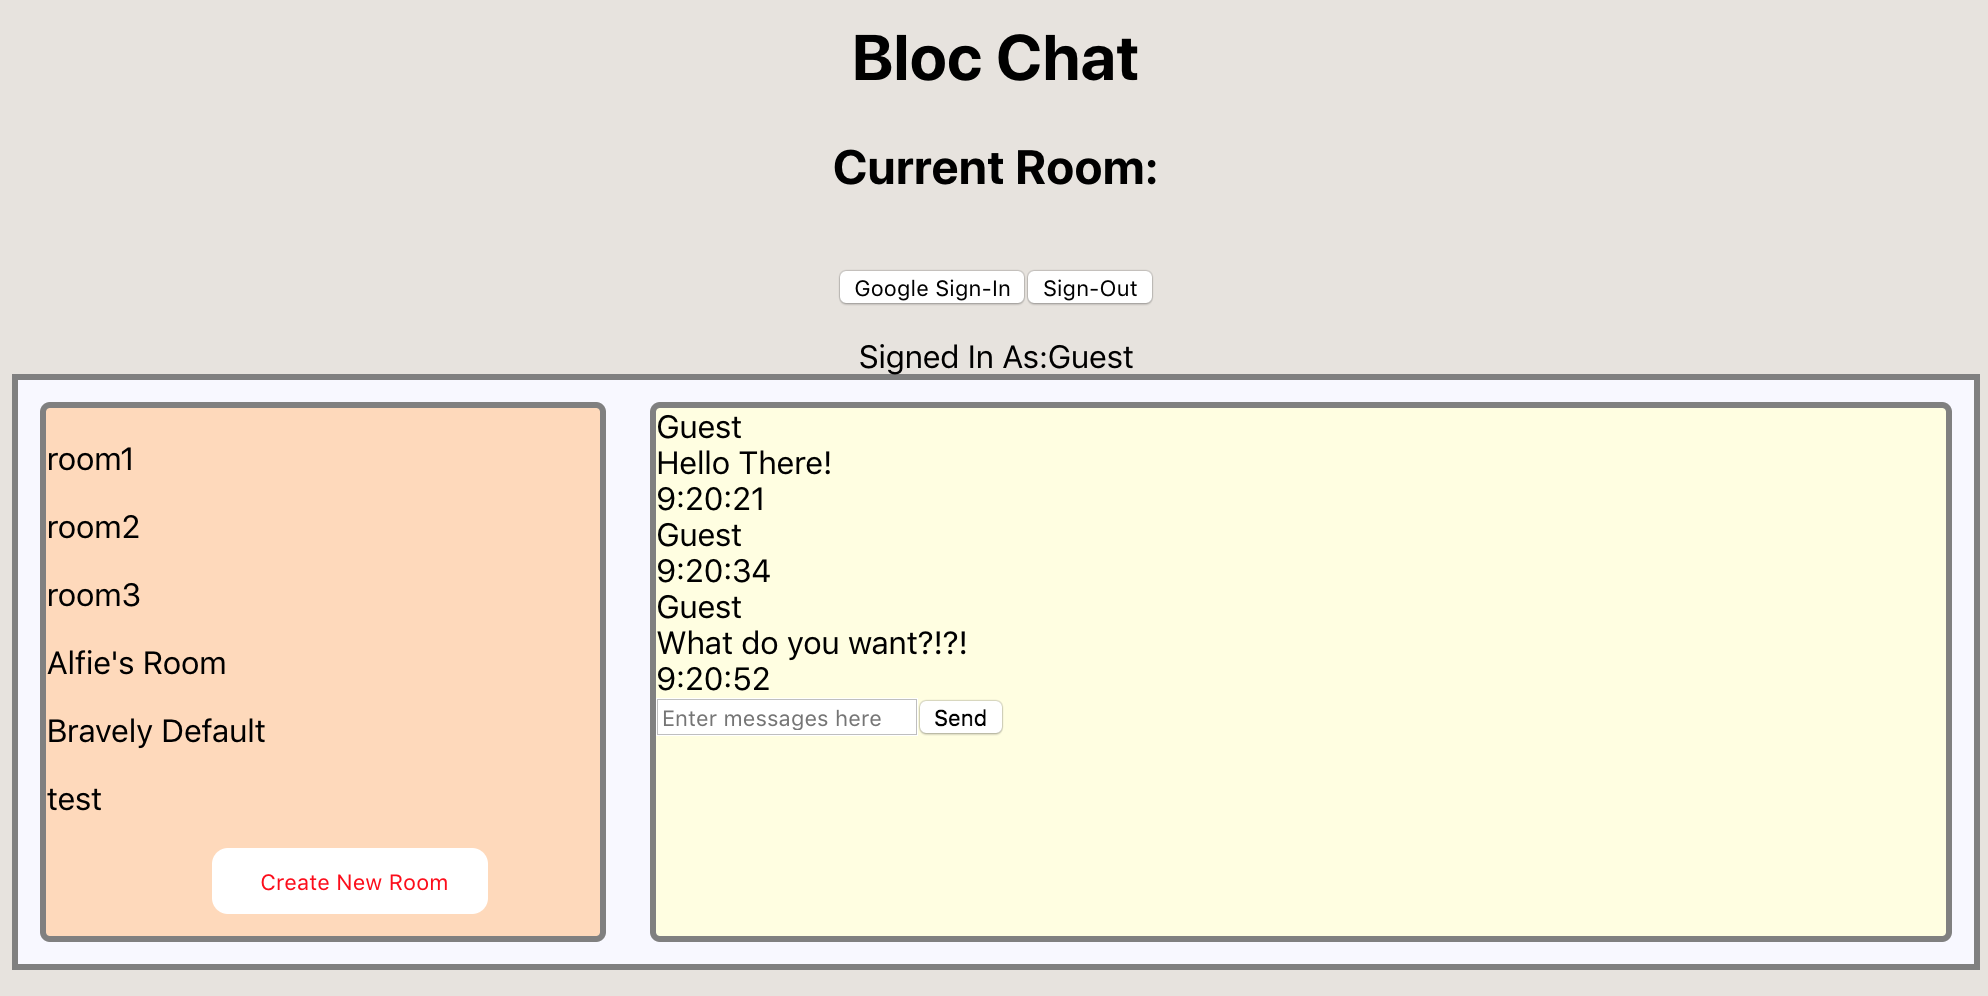 Bloc Chat
Current Room:
Google Sign-In Sign-Out
Signed In As:Guest
room1
room2
room3
Alfie's Room
Bravely Default
test
Create New Room
Guest
Hello There!
9:20:21
Guest
9:20:34
Guest
What do you want?!?!
9:20:52
Enter messages here Send